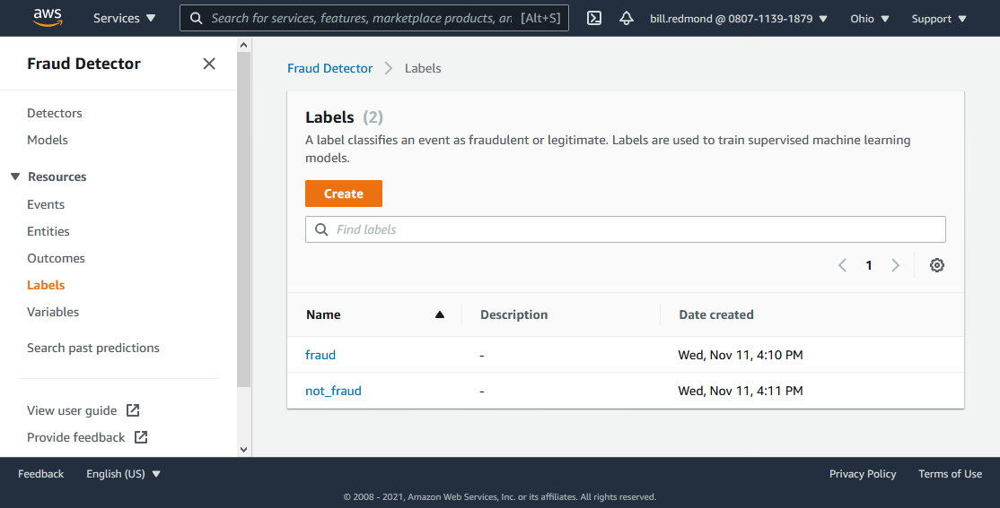 aws
Services
Search for services, features, marketplace products, an [Alt+S]
bill.redmond @ 0807-1139-1879
Ohio
Support
Fraud Detector
Detectors
Models
Resources
Events
Entities
Outcomes
Labels
Variables
Search past predictions
View user guide
Provide feedback
Fraud Detector Labels
Labels (2)
A label classifies an event as fraudulent or legitimate. Labels are used to train supervised machine learning
models.
Create
Find labels
1
Name Description Date created
fraud - Wed, Nov 11, 4:10 PM
not_fraud - Wed, Nov 11, 4:11 PM
Feedback English (US) Privacy Policy Terms of Use
© 2008 - 2021, Amazon Web Services, Inc. or its affiliates. All rights reserved.